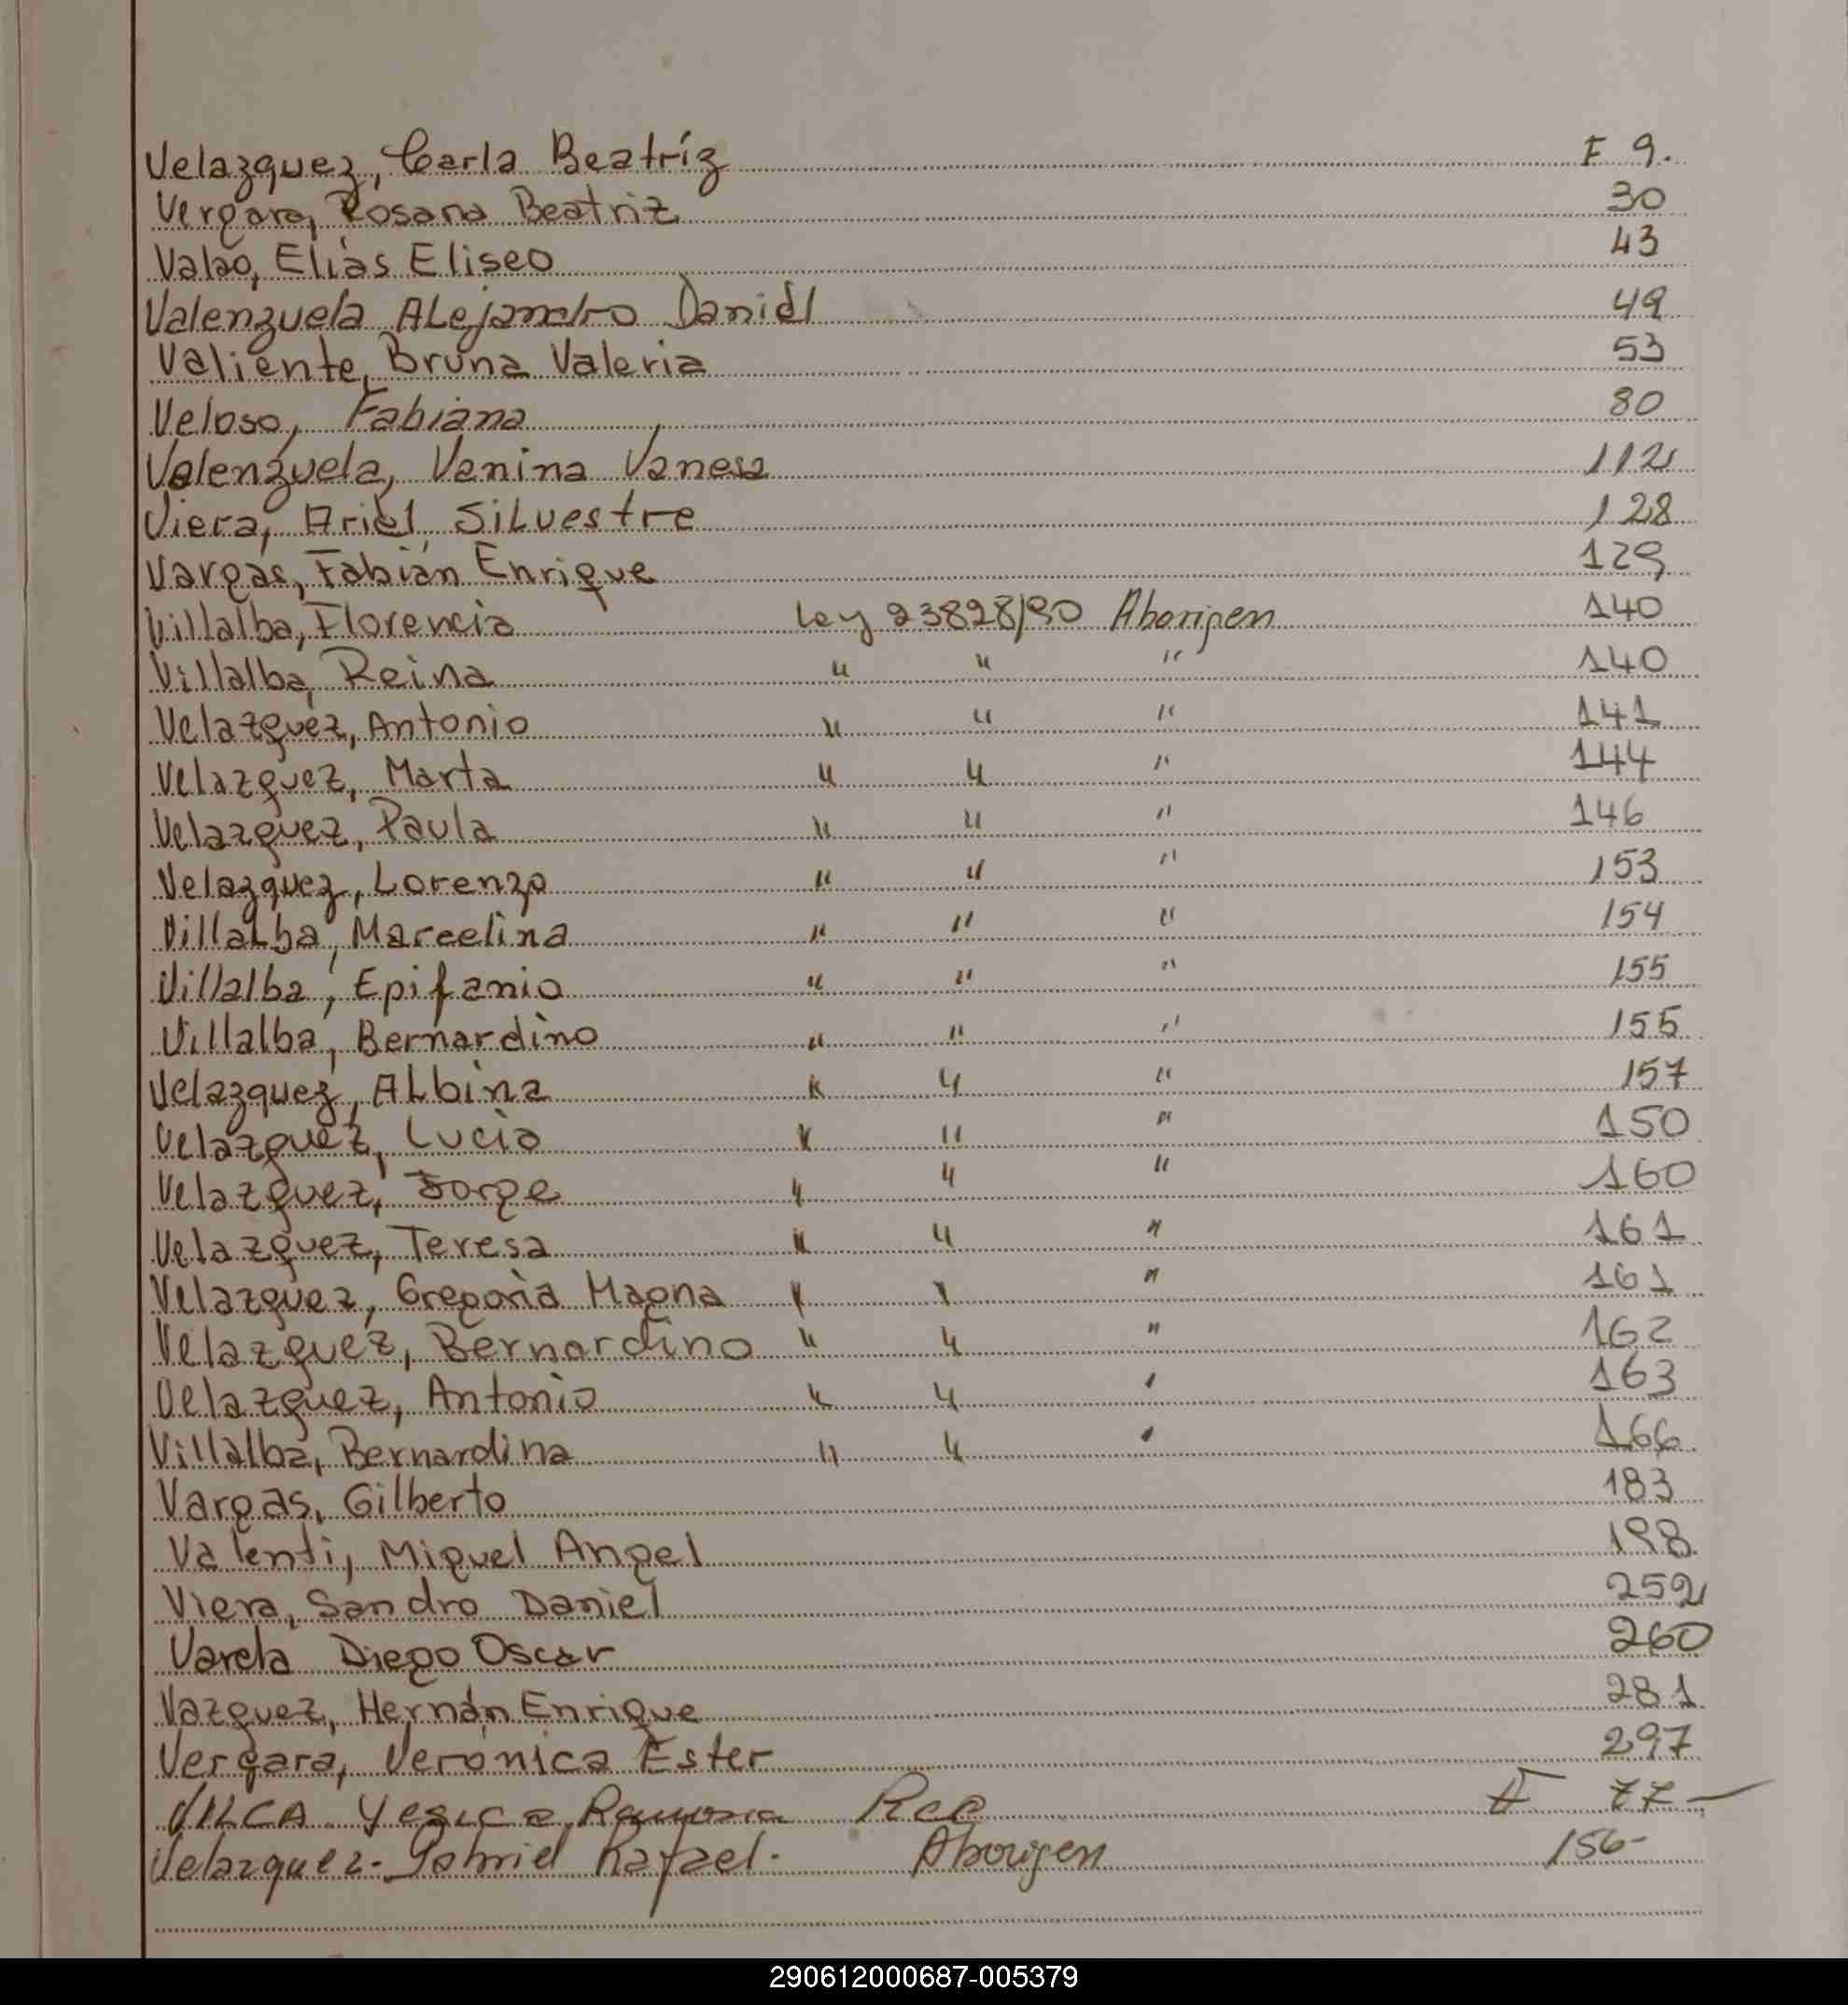 Velazquez, Carla Beatríz F 9.
Vergara, Rosana Beatriz 30
Elías Eliseo 43
Valenzuela Alejandro Daniel 49
Valiente, Bruna Valeria 53
Veloso, Fabiana 80
Valenzuela, Vanina Vanesa 112
Viera, Ariel Silvestre 128
Vargas, Fabián Enrique 129
Villalba, Florencia Ley 23828/90 Aborigen 140
Villalba, Reina " " " 140
Velazquez, Antonio " " " 141
Velazquez, Marta " " " 144
Velazquez, Paula " " " 146
Velazquez, Lorenzo " " " 153
Villalba, Marcelina " " " 154
Villalba, Epifanio " " " 155
Villalba, Bernardino " " " 155
Velazquez, Albina " " " 157
Velazquez, Lucio " " " 150
Velazquez, Jorge " " " 160
Velazquez, Teresa " " " 161
Velazquez, Gregoria Magna " " " 161
Velazquez, Bernardino " " " 162
Velazquez, Antonio " " " 163
Villalba, Bernardina " " " 166
Vargas, Gilberto 183
Valenti, Miguel Angel 198
Viera, Sandro Daniel 252
Varela Diego Oscar 260
Vazquez, Hernán Enrique 281
Vergara, Verónica Ester 297
VILCA Yesica Ramona Rec F 77-
Velazquez- Gabriel Rafael. Aborigen 156-
290612000687-005379